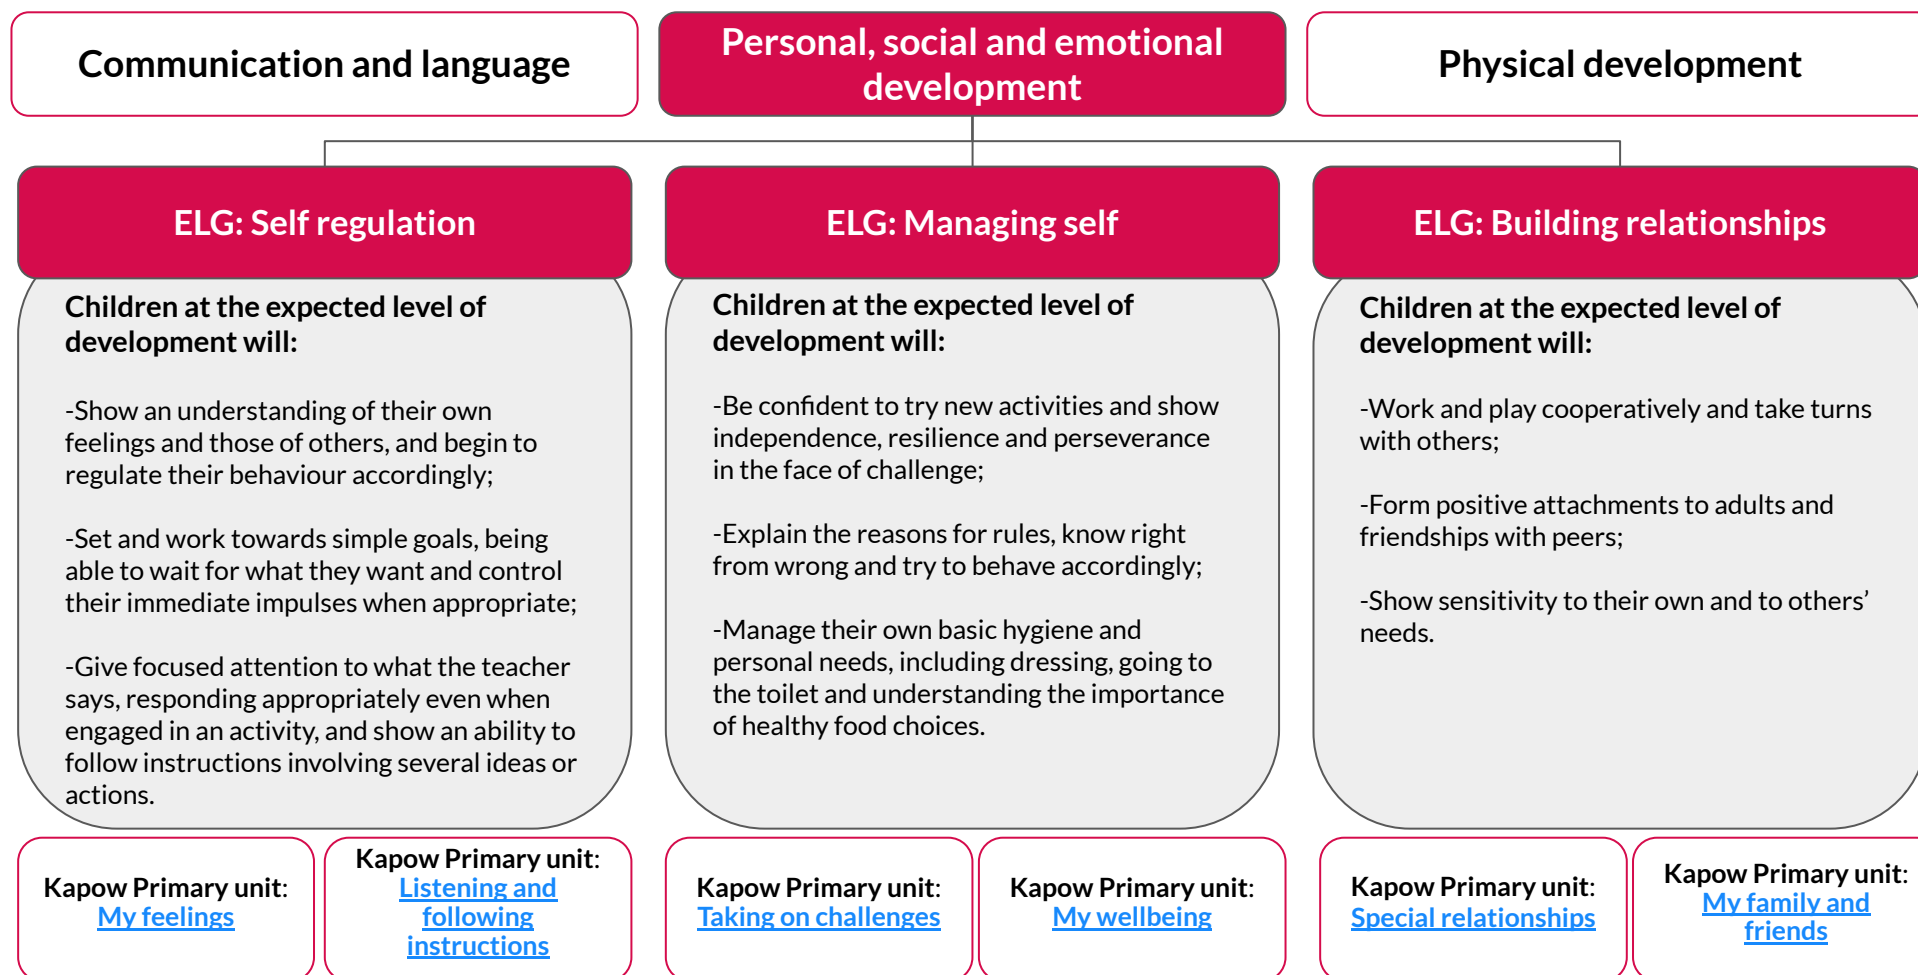 Communication and language
Personal, social and emotional
development
Physical development
ELG: Self regulation
Children at the expected level of
development will:
-Show an understanding of their own
feelings and those of others, and begin to
regulate their behaviour accordingly;
-Set and work towards simple goals, being
able to wait for what they want and control
their immediate impulses when appropriate;
-Give focused attention to what the teacher
says, responding appropriately even when
engaged in an activity, and show an ability to
follow instructions involving several ideas or
actions.
Kapow Primary unit:
My feelings
Kapow Primary unit:
Listening and
following
instructions
ELG: Managing self
Children at the expected level of
development will:
-Be confident to try new activities and show
independence, resilience and perseverance
in the face of challenge;
-Explain the reasons for rules, know right
from wrong and try to behave accordingly;
-Manage their own basic hygiene and
personal needs, including dressing, going to
the toilet and understanding the importance
of healthy food choices.
Kapow Primary unit:
Taking on challenges
Kapow Primary unit:
My wellbeing
ELG: Building relationships
Children at the expected level of
development will:
-Work and play cooperatively and take turns
with others;
-Form positive attachments to adults and
friendships with peers;
-Show sensitivity to their own and to others’
needs.
Kapow Primary unit:
Special relationships
Kapow Primary unit:
My family and
friends